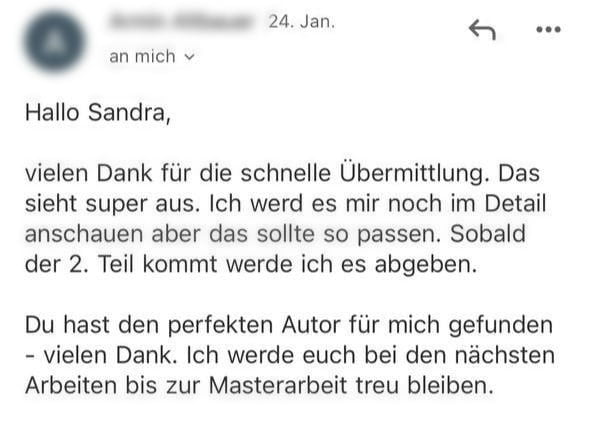 24. Jan.
an mich
Hallo Sandra,
vielen Dank für die schnelle Übermittlung. Das
sieht super aus. Ich werd es mir noch im Detail
anschauen aber das sollte so passen. Sobald
der 2. Teil kommt werde ich es abgeben.
Du hast den perfekten Autor für mich gefunden
- vielen Dank. Ich werde euch bei den nächsten
Arbeiten bis zur Masterarbeit treu bleiben.